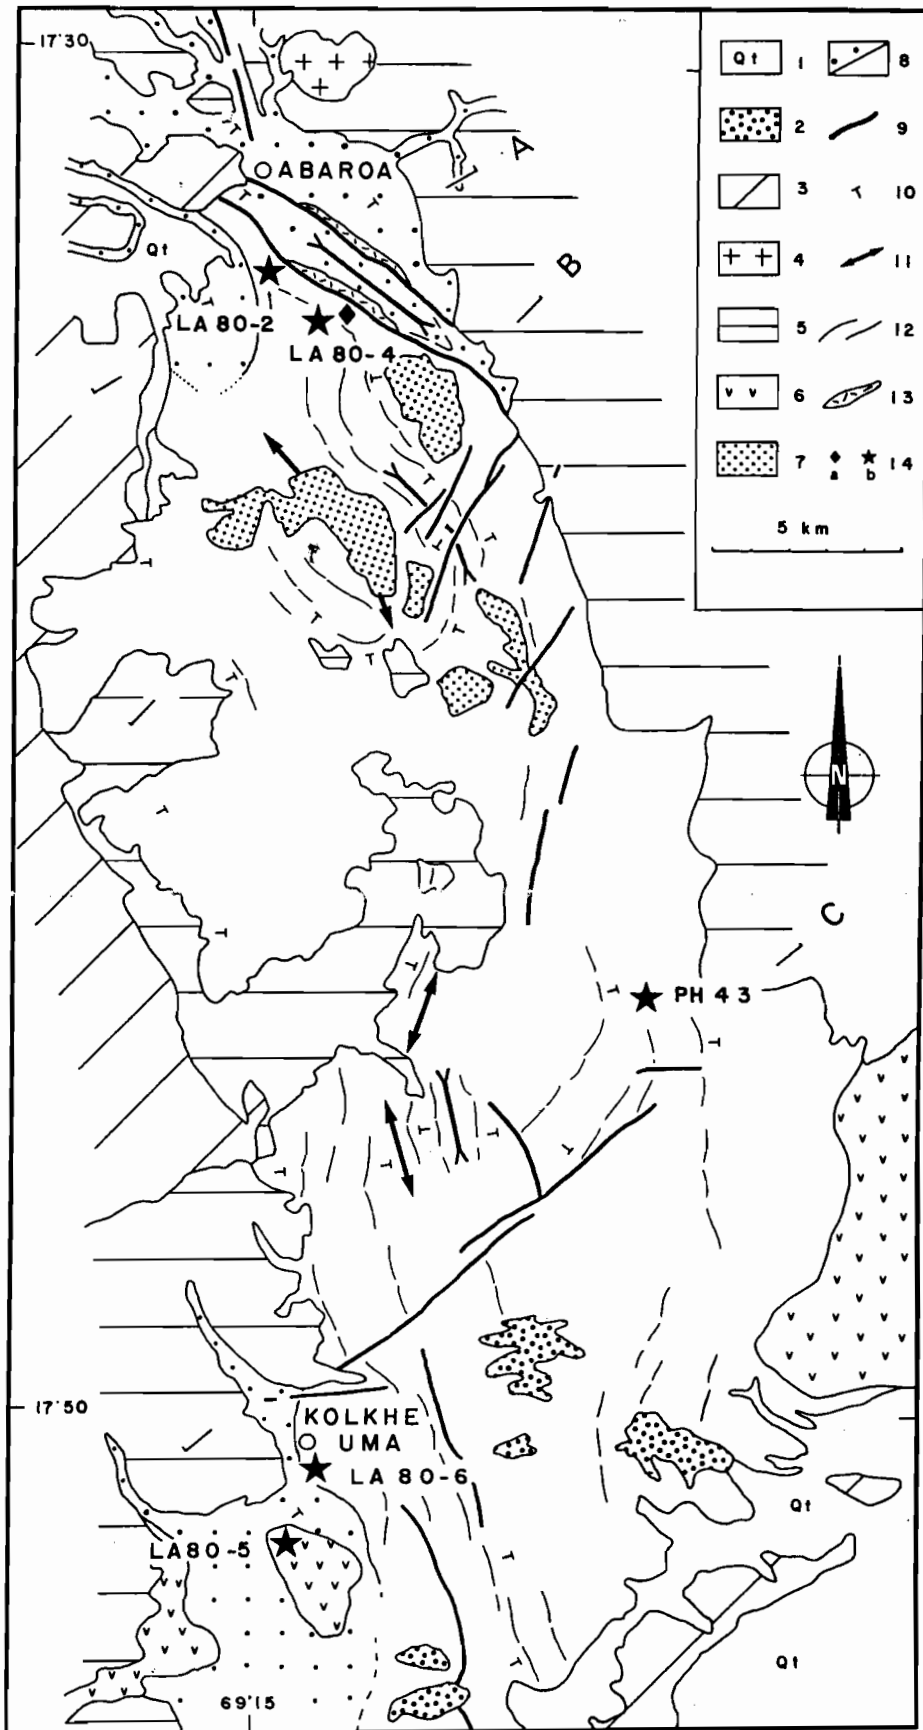 17°30
Qt 1 8
2 9
3 10
4 11
5 12
6 13
7 a b 14
5 km
A
ABAROA
Qt
B
LA 80-2
LA 80-4
N
C
PH 43
17°50
KOLKHE
UMA
LA 80-6
Qt
LA80-5
Qt
69°15